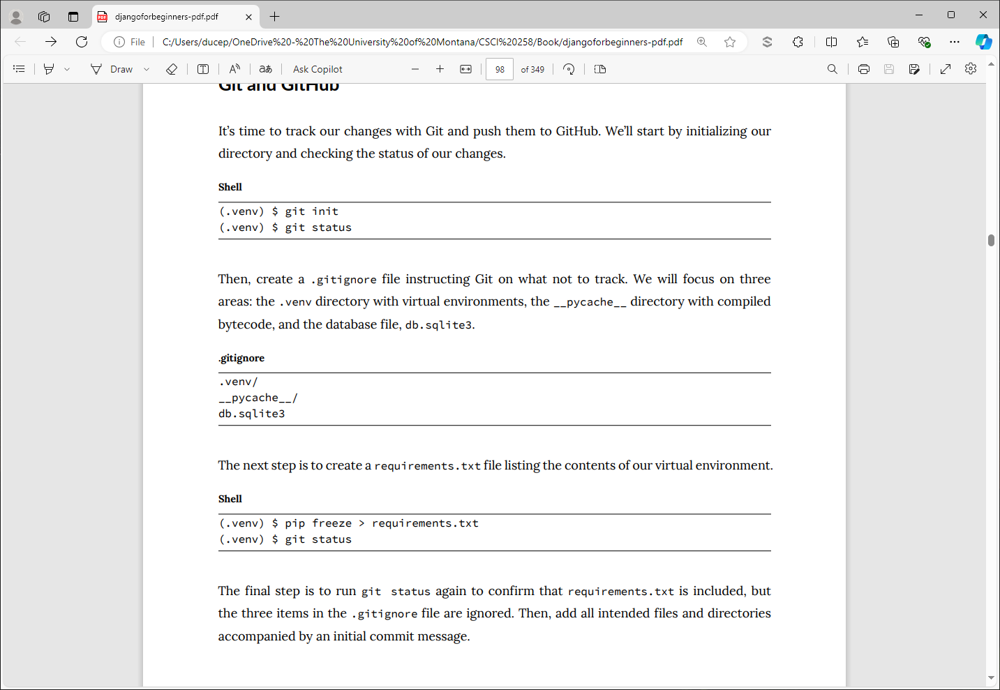 djangoforbeginners-pdf.pdf
File
C:/Users/ducep/OneDrive%20-%20The%20University%20of%20Montana/CSCI%20258/Book/djangoforbeginners-pdf.pdf
Draw
Ask Copilot
98
of 349
Git and GitHub
It’s time to track our changes with Git and push them to GitHub. We’ll start by initializing our
directory and checking the status of our changes.
Shell
(.venv) $ git init
(.venv) $ git status
Then, create a .gitignore file instructing Git on what not to track. We will focus on three
areas: the .venv directory with virtual environments, the __pycache__ directory with compiled
bytecode, and the database file, db.sqlite3.
.gitignore
.venv/
__pycache__/
db.sqlite3
The next step is to create a requirements.txt file listing the contents of our virtual environment.
Shell
(.venv) $ pip freeze > requirements.txt
(.venv) $ git status
The final step is to run git status again to confirm that requirements.txt is included, but
the three items in the .gitignore file are ignored. Then, add all intended files and directories
accompanied by an initial commit message.